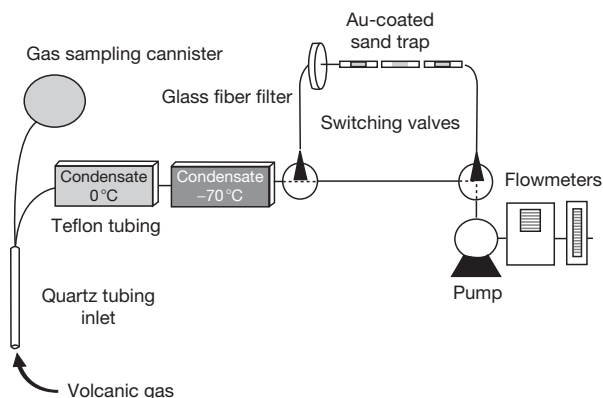 Au-coated
sand trap
Gas sampling cannister
Glass fiber filter
Switching valves
Condensate
0°C
Condensate
–70°C
Flowmeters
Teflon tubing
Quartz tubing
inlet
Pump
Volcanic gas